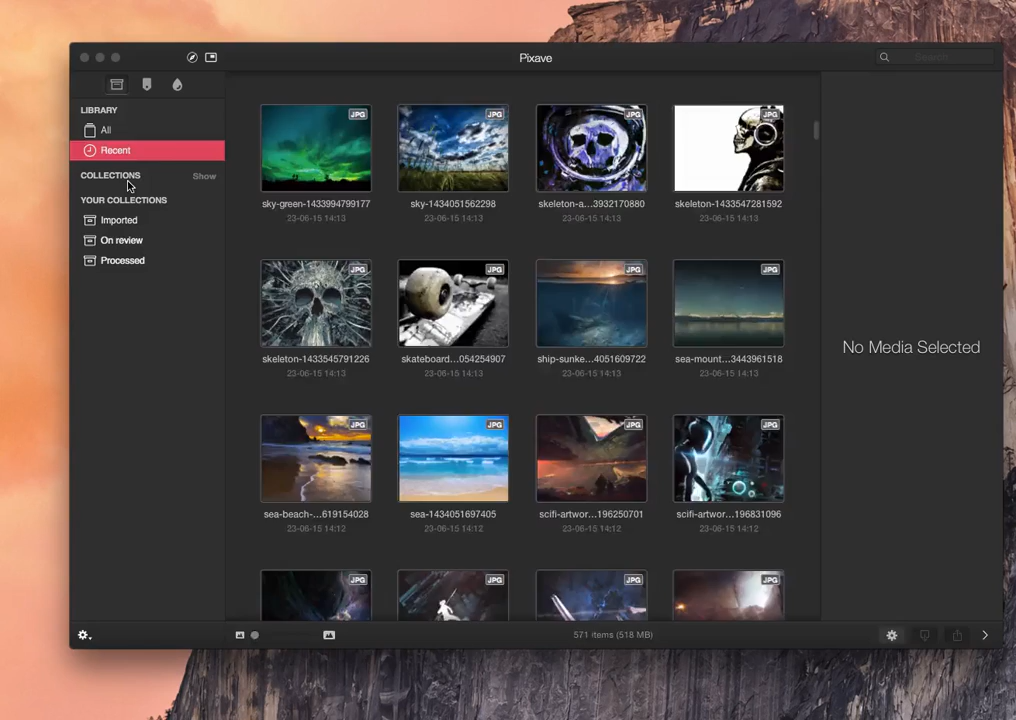 Pixave
Search
LIBRARY
All
Recent
COLLECTIONS
Show
YOUR COLLECTIONS
Imported
On review
Processed
JPG JPG JPG JPG
sky-green-1433994799177 sky-1434051562298 skeleton-a...3932170880 skeleton-1433547281592
23-06-15 14:13 23-06-15 14:13 23-06-15 14:13 23-06-15 14:13
JPG JPG JPG JPG
skeleton-1433545791226 skateboard...054254907 ship-sunke...4051609722 sea-mount...3443961518
23-06-15 14:13 23-06-15 14:13 23-06-15 14:13 23-06-15 14:13
No Media Selected
JPG JPG JPG JPG
sea-beach-...619154028 sea-1434051697405 scifi-artwor...196250701 scifi-artwor...196831096
23-06-15 14:12 23-06-15 14:12 23-06-15 14:12 23-06-15 14:12
JPG JPG JPG JPG
571 items (518 MB)